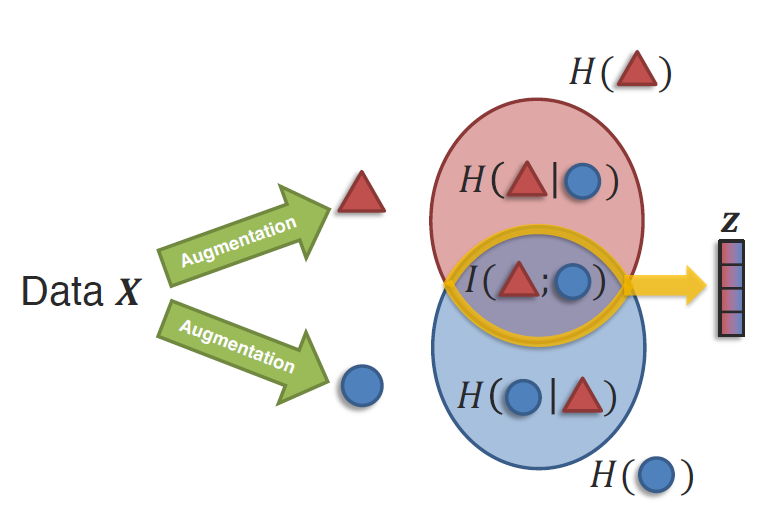 Data X
Augmentation
Augmentation
H(▲)
H(▲|●)
I(▲;●)
H(●|▲)
H(●)
z